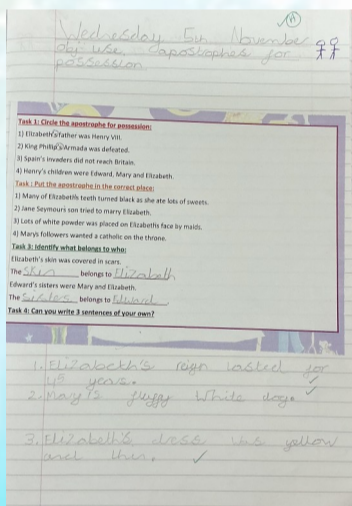 Wednesday 5th November
obj: use apostrophes for
possession.
Task 1: Circle the apostrophe for possession:
1) Elizabeth's father was Henry VIII.
2) King Phillip's Armada was defeated.
3) Spain's invaders did not reach Britain.
4) Henry's children were Edward, Mary and Elizabeth.
Task : Put the apostrophe in the correct place:
1) Many of Elizabeths teeth turned black as she ate lots of sweets.
2) Jane Seymours son tried to marry Elizabeth.
3) Lots of white powder was placed on Elizabeths face by maids.
4) Marys followers wanted a catholic on the throne.
Task 3: Identify what belongs to who:
Elizabeth's skin was covered in scars.
The Skin belongs to Elizabeth
Edward's sisters were Mary and Elizabeth.
The Sisters belongs to Edward.
Task 4: Can you write 3 sentences of your own?
1. Elizabeth's reign lasted for
45 years.
2. Mary's fluffy White dog.
3. Elizabeth's dress was yellow
and